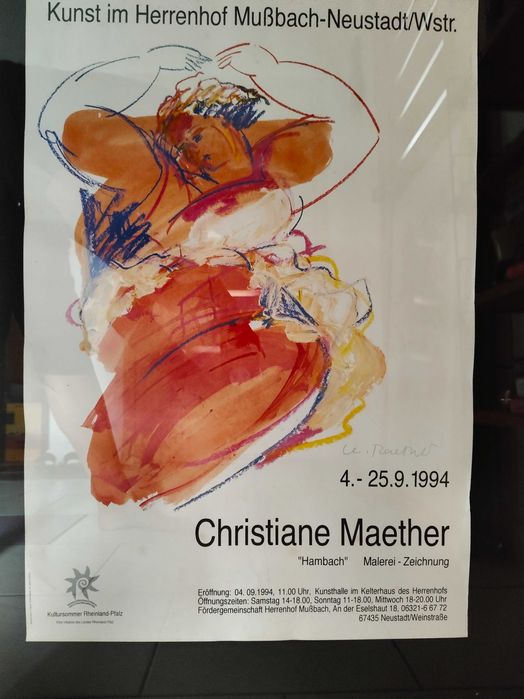 Kunst im Herrenhof Mußbach-Neustadt/Wstr.
4.- 25.9.1994
Christiane Maether
"Hambach" Malerei - Zeichnung
Eröffnung: 04. 09.1994, 11.00 Uhr, Kunsthalle im Kelterhaus des Herrenhofs
Öffnungszeiten: Samstag 14-18.00, Sonntag 11-18.00, Mittwoch 18-20.00 Uhr
Fördergemeinschaft Herrenhof Mußbach, An der Eselshaut 18, 06321-6 67 72
67435 Neustadt/Weinstraße
Kultursommer Rheinland-Pfalz